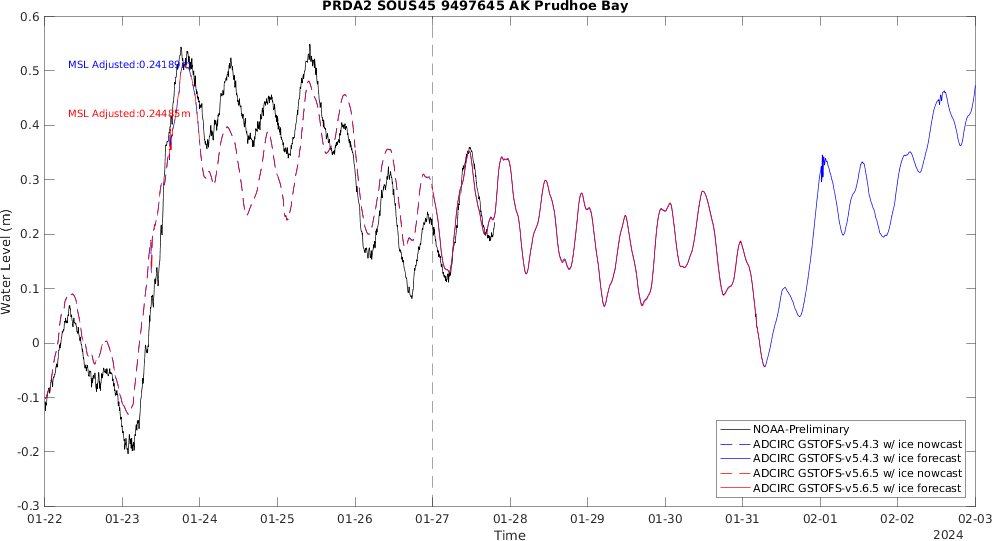 PRDA2 SOUS45 9497645 AK Prudhoe Bay
0.6
0.5
0.4
0.3
0.2
0.1
0
-0.1
-0.2
-0.3
Water Level (m)
MSL Adjusted:0.24189m
MSL Adjusted:0.24485m
NOAA-Preliminary
ADCIRC GSTOFS-v5.4.3 w/ ice nowcast
ADCIRC GSTOFS-v5.4.3 w/ ice forecast
ADCIRC GSTOFS-v5.6.5 w/ ice nowcast
ADCIRC GSTOFS-v5.6.5 w/ ice forecast
01-22 01-23 01-24 01-25 01-26 01-27 01-28 01-29 01-30 01-31 02-01 02-02 02-03
Time
2024